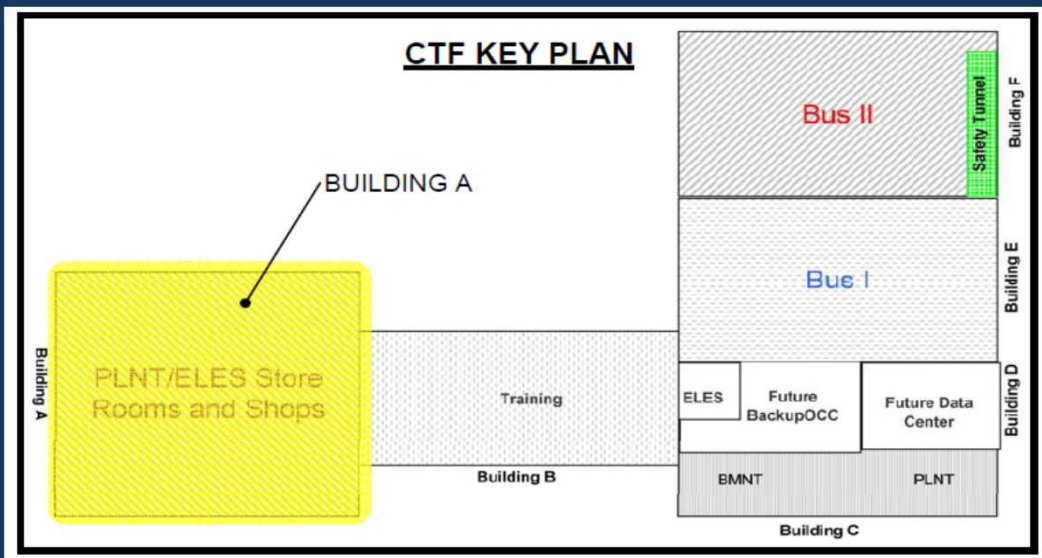 CTF KEY PLAN
BUILDING A
Building A
PLNT/ELES Store
Rooms and Shops
Training
Building B
Bus II
Safety Tunnel
Building F
Bus I
Building E
ELES
Future
BackupOCC
Future Data
Center
Building D
BMNT
PLNT
Building C